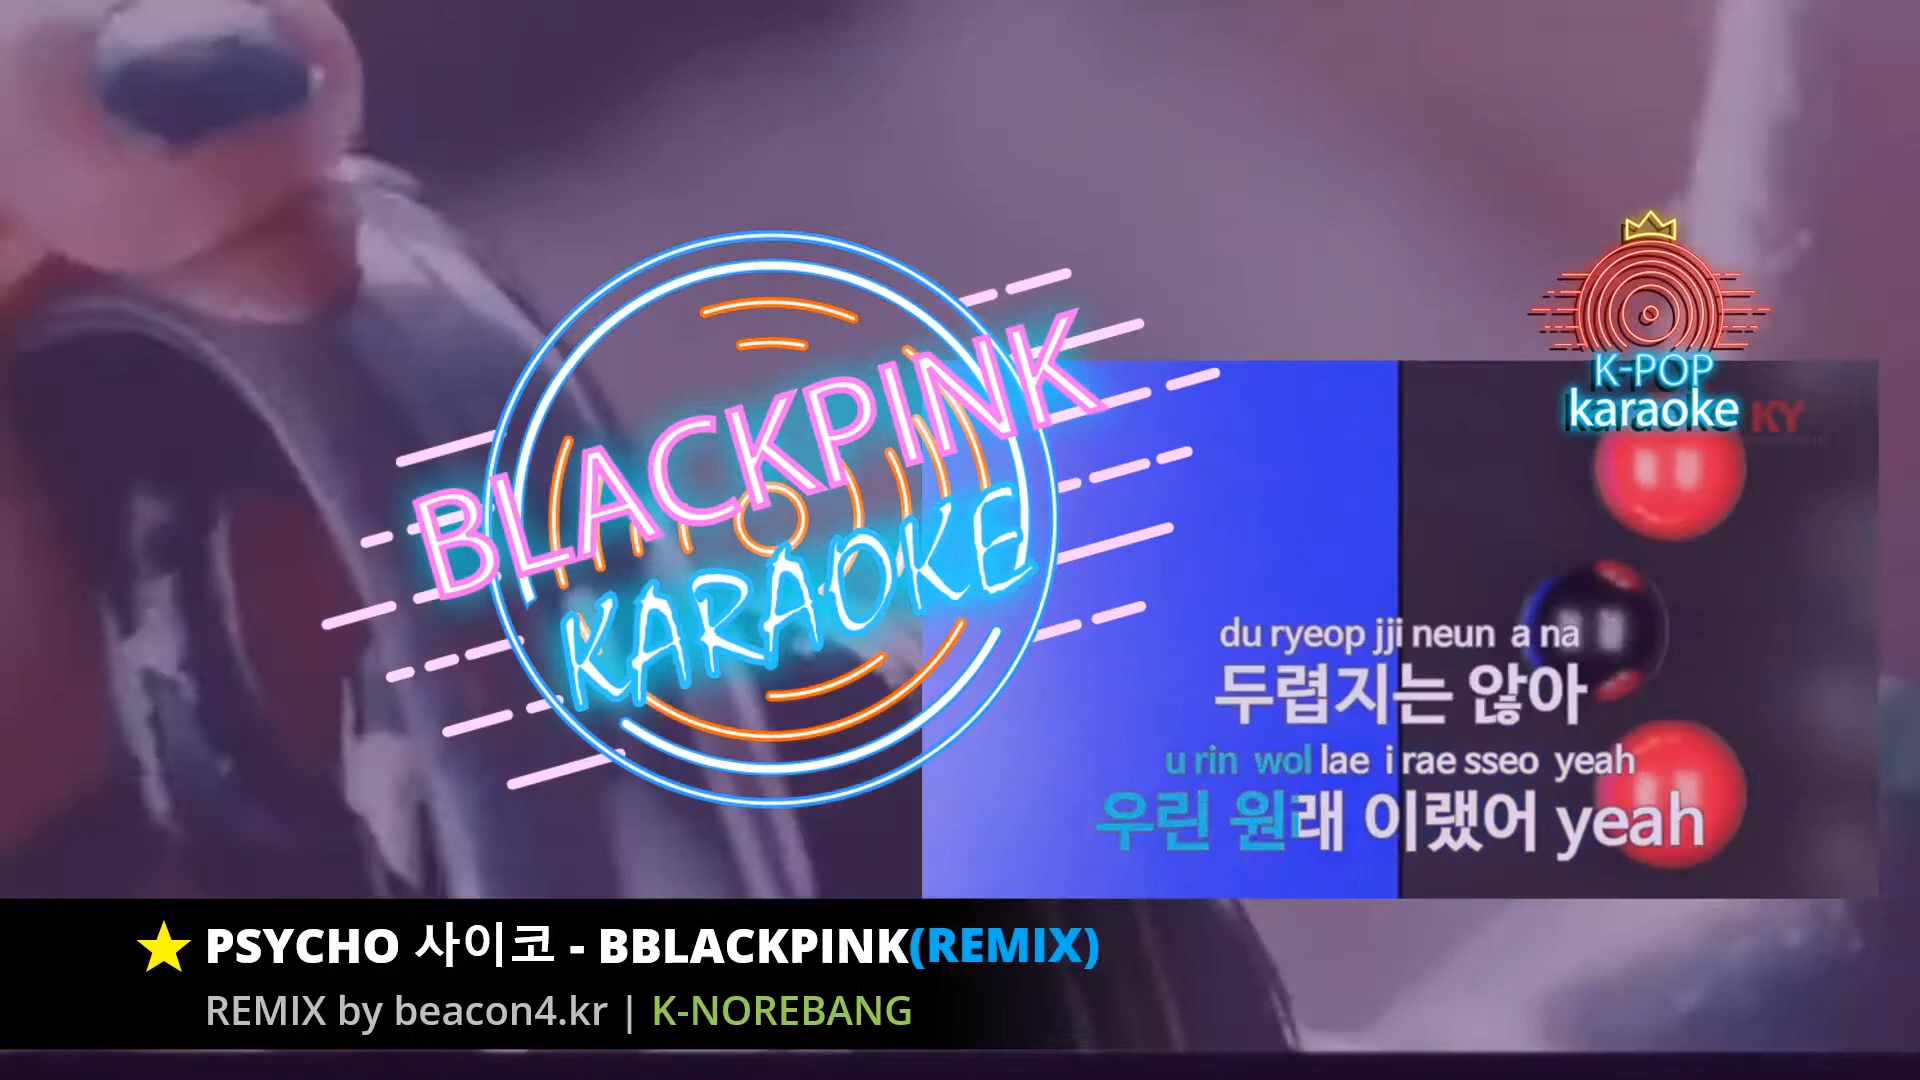 BLACKPINK
KARAOKE
K-POP
karaoke KY
du ryeop jji neun a na
두렵지는 않아
u rin wol lae i rae sseo yeah
우린 원래 이랬어 yeah
PSYCHO 사이코 - BBLACKPINK(REMIX)
REMIX by beacon4.kr | K-NOREBANG